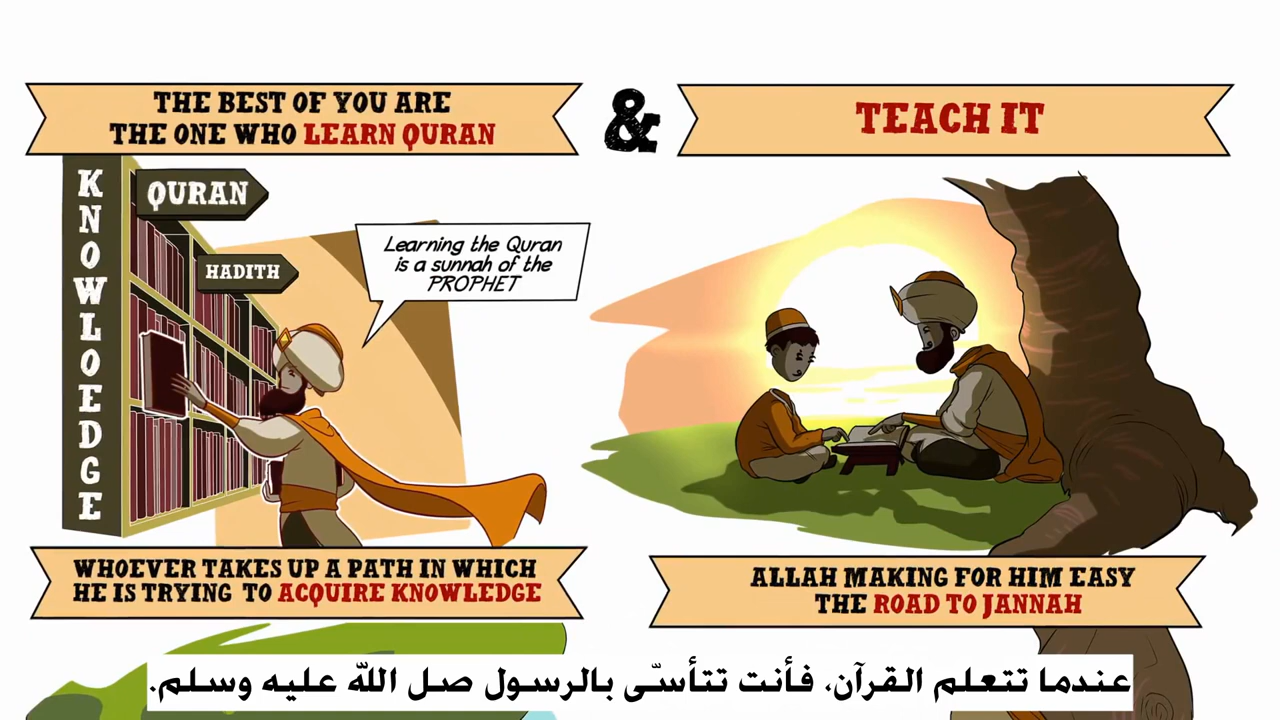 THE BEST OF YOU ARE
THE ONE WHO LEARN QURAN
&
TEACH IT
KNOWLEDGE
QURAN
HADITH
Learning the Quran
is a sunnah of the
PROPHET
WHOEVER TAKES UP A PATH IN WHICH
HE IS TRYING TO ACQUIRE KNOWLEDGE
ALLAH MAKING FOR HIM EASY
THE ROAD TO JANNAH
عندما تتعلم القرآن، فأنت تتأسّى بالرسول صل الله عليه وسلم.